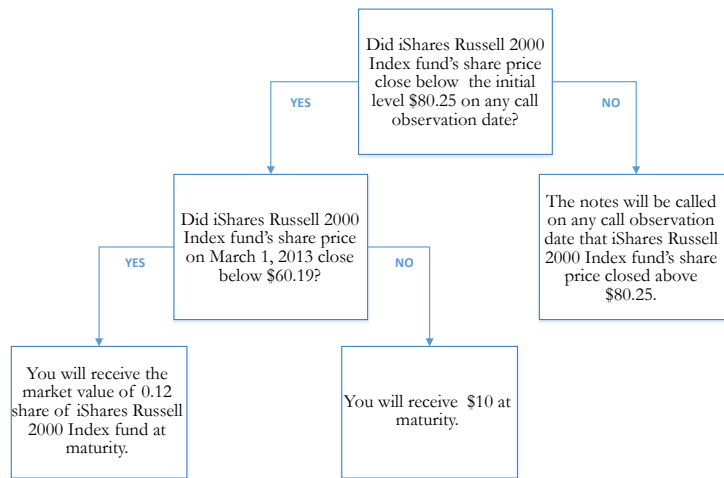 Did iShares Russell 2000
Index fund's share price
close below the initial
level $80.25 on any call
observation date?
YES
NO
Did iShares Russell 2000
Index fund's share price
on March 1, 2013 close
below $60.19?
The notes will be called
on any call observation
date that iShares Russell
2000 Index fund's share
price closed above
$80.25.
YES
NO
You will receive the
market value of 0.12
share of iShares Russell
2000 Index fund at
maturity.
You will receive $10 at
maturity.